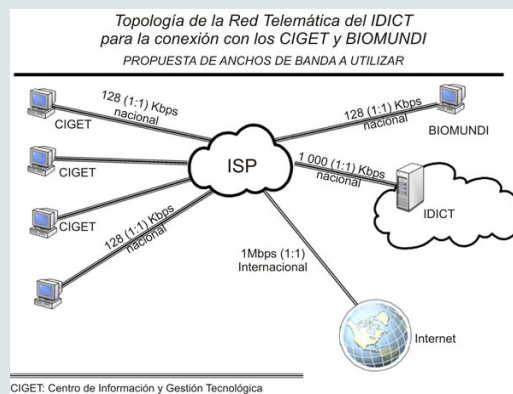 Topología de la Red Telemática del IDICT
para la conexión con los CIGET y BIOMUNDI
PROPUESTA DE ANCHOS DE BANDA A UTILIZAR
128 (1:1) Kbps
nacional
CIGET
128 (1:1) Kbps
nacional
BIOMUNDI
CIGET
ISP
1 000 (1:1) Kbps
nacional
IDICT
CIGET
128 (1:1) Kbps
nacional
1Mbps (1:1)
Internacional
Internet
CIGET: Centro de Información y Gestión Tecnológica